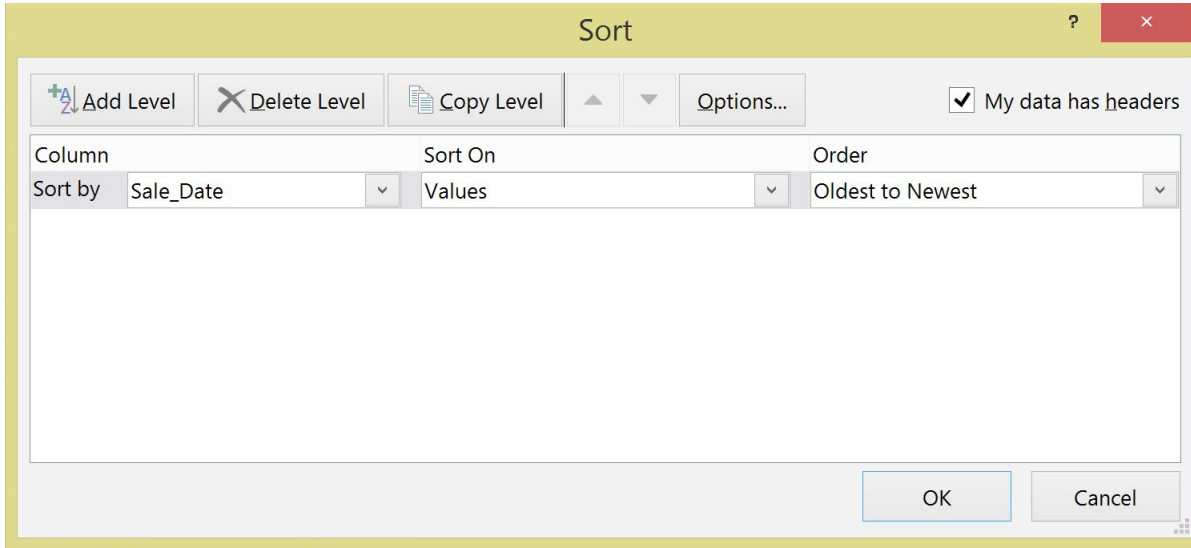 Sort
?
Add Level Delete Level Copy Level Options... My data has headers
Column Sort On Order
Sort by Sale_Date Values Oldest to Newest
OK Cancel